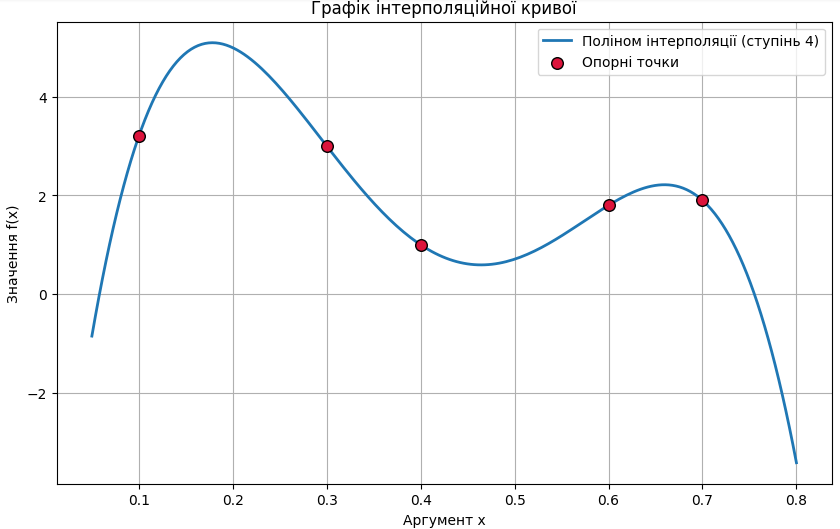 Графік інтерполяційної кривої
Поліном інтерполяції (ступінь 4)
Опорні точки
Значення f(x)
4
2
0
−2
0.1 0.2 0.3 0.4 0.5 0.6 0.7 0.8
Аргумент x